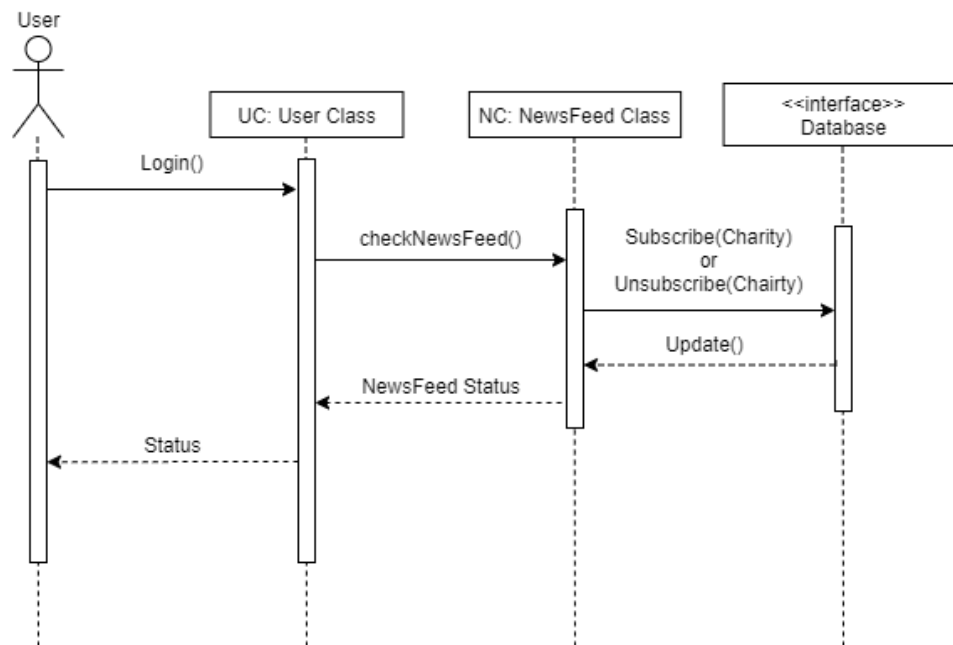 User
UC: User Class
NC: NewsFeed Class
<<interface>>
Database
Login()
checkNewsFeed()
Subscribe(Charity)
or
Unsubscribe(Chairty)
Update()
NewsFeed Status
Status